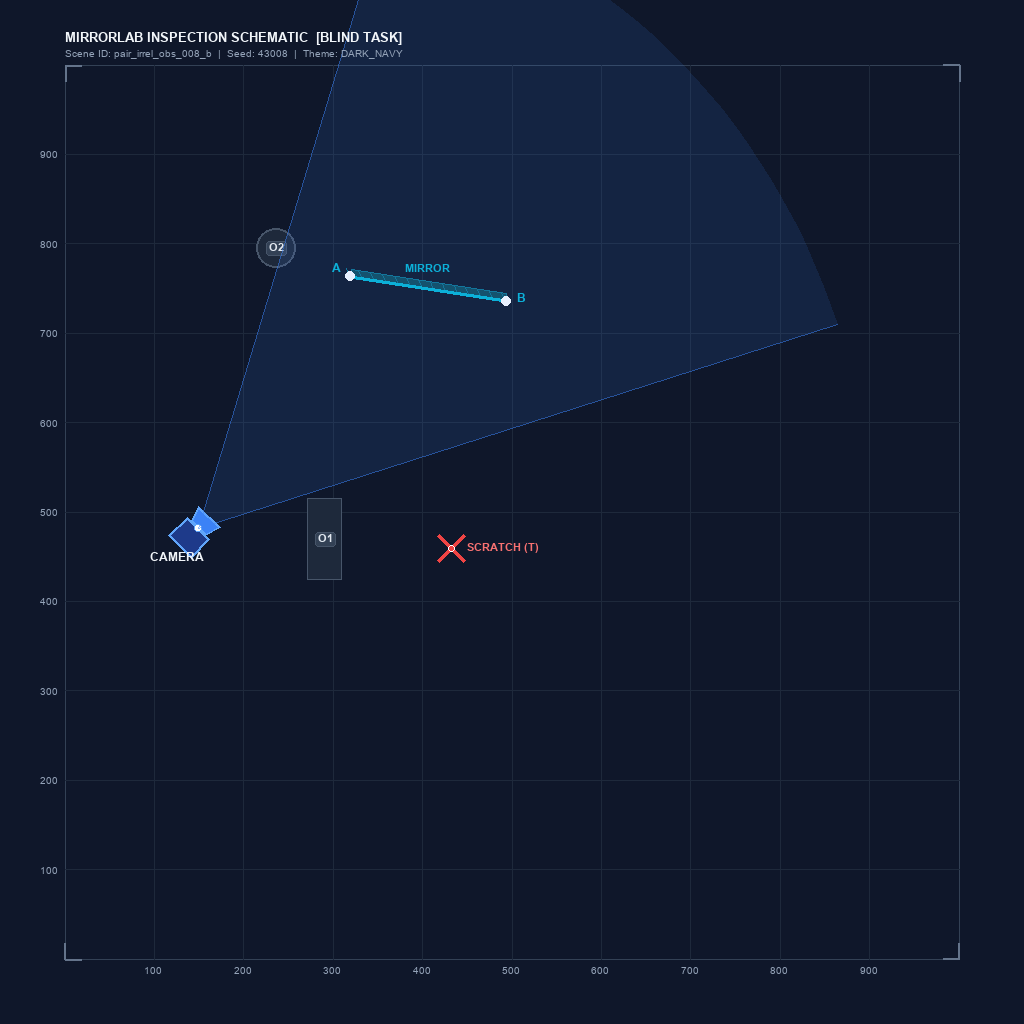 MIRRORLAB INSPECTION SCHEMATIC [BLIND TASK]
Scene ID: pair_irrel_obs_008_b | Seed: 43008 | Theme: DARK_NAVY
900
800
O2
A
MIRROR
B
700
600
500
CAMERA
O1
SCRATCH (T)
400
300
200
100
100 200 300 400 500 600 700 800 900